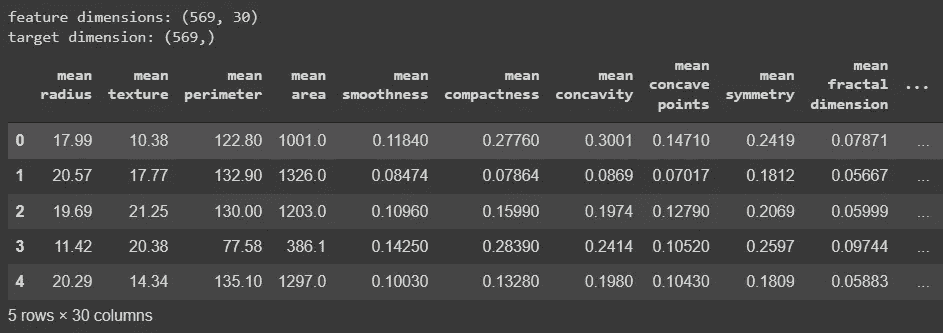 feature dimensions: (569, 30)
target dimension: (569,)
mean radius mean texture mean perimeter mean area mean smoothness mean compactness mean concavity mean concave points mean symmetry mean fractal dimension ...
0 17.99 10.38 122.80 1001.0 0.11840 0.27760 0.3001 0.14710 0.2419 0.07871 ...
1 20.57 17.77 132.90 1326.0 0.08474 0.07864 0.0869 0.07017 0.1812 0.05667 ...
2 19.69 21.25 130.00 1203.0 0.10960 0.15990 0.1974 0.12790 0.2069 0.05999 ...
3 11.42 20.38 77.58 386.1 0.14250 0.28390 0.2414 0.10520 0.2597 0.09744 ...
4 20.29 14.34 135.10 1297.0 0.10030 0.13280 0.1980 0.10430 0.1809 0.05883 ...
5 rows × 30 columns